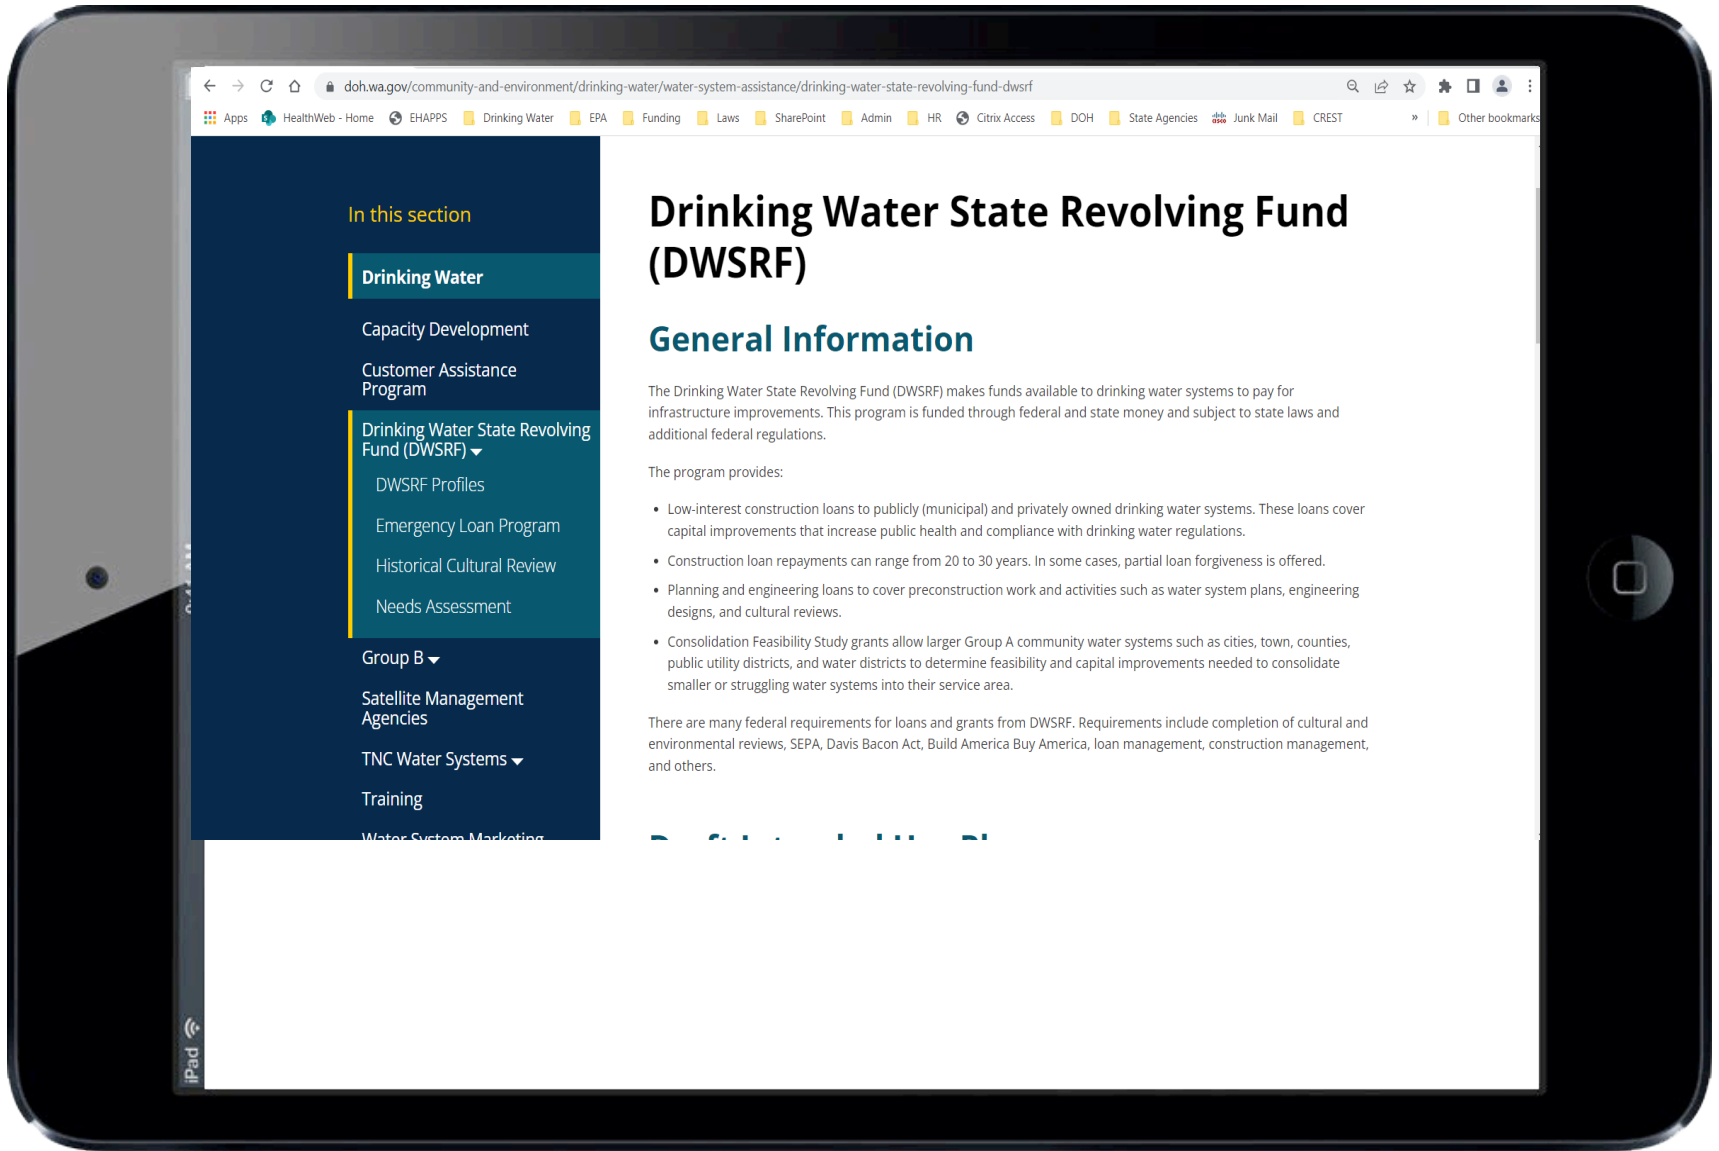 doh.wa.gov/community-and-environment/drinking-water/water-system-assistance/drinking-water-state-revolving-fund-dwsrf
Apps HealthWeb - Home EHAPPS Drinking Water EPA Funding Laws SharePoint Admin HR Citrix Access DOH State Agencies Junk Mail CREST » Other bookmarks
In this section
Drinking Water
Capacity Development
Customer Assistance
Program
Drinking Water State Revolving
Fund (DWSRF)
DWSRF Profiles
Emergency Loan Program
Historical Cultural Review
Needs Assessment
Group B
Satellite Management
Agencies
TNC Water Systems
Training
Water System Marketing
Drinking Water State Revolving Fund
(DWSRF)
General Information
The Drinking Water State Revolving Fund (DWSRF) makes funds available to drinking water systems to pay for
infrastructure improvements. This program is funded through federal and state money and subject to state laws and
additional federal regulations.
The program provides:
• Low-interest construction loans to publicly (municipal) and privately owned drinking water systems. These loans cover
capital improvements that increase public health and compliance with drinking water regulations.
• Construction loan repayments can range from 20 to 30 years. In some cases, partial loan forgiveness is offered.
• Planning and engineering loans to cover preconstruction work and activities such as water system plans, engineering
designs, and cultural reviews.
• Consolidation Feasibility Study grants allow larger Group A community water systems such as cities, town, counties,
public utility districts, and water districts to determine feasibility and capital improvements needed to consolidate
smaller or struggling water systems into their service area.
There are many federal requirements for loans and grants from DWSRF. Requirements include completion of cultural and
environmental reviews, SEPA, Davis Bacon Act, Build America Buy America, loan management, construction management,
and others.
iPad